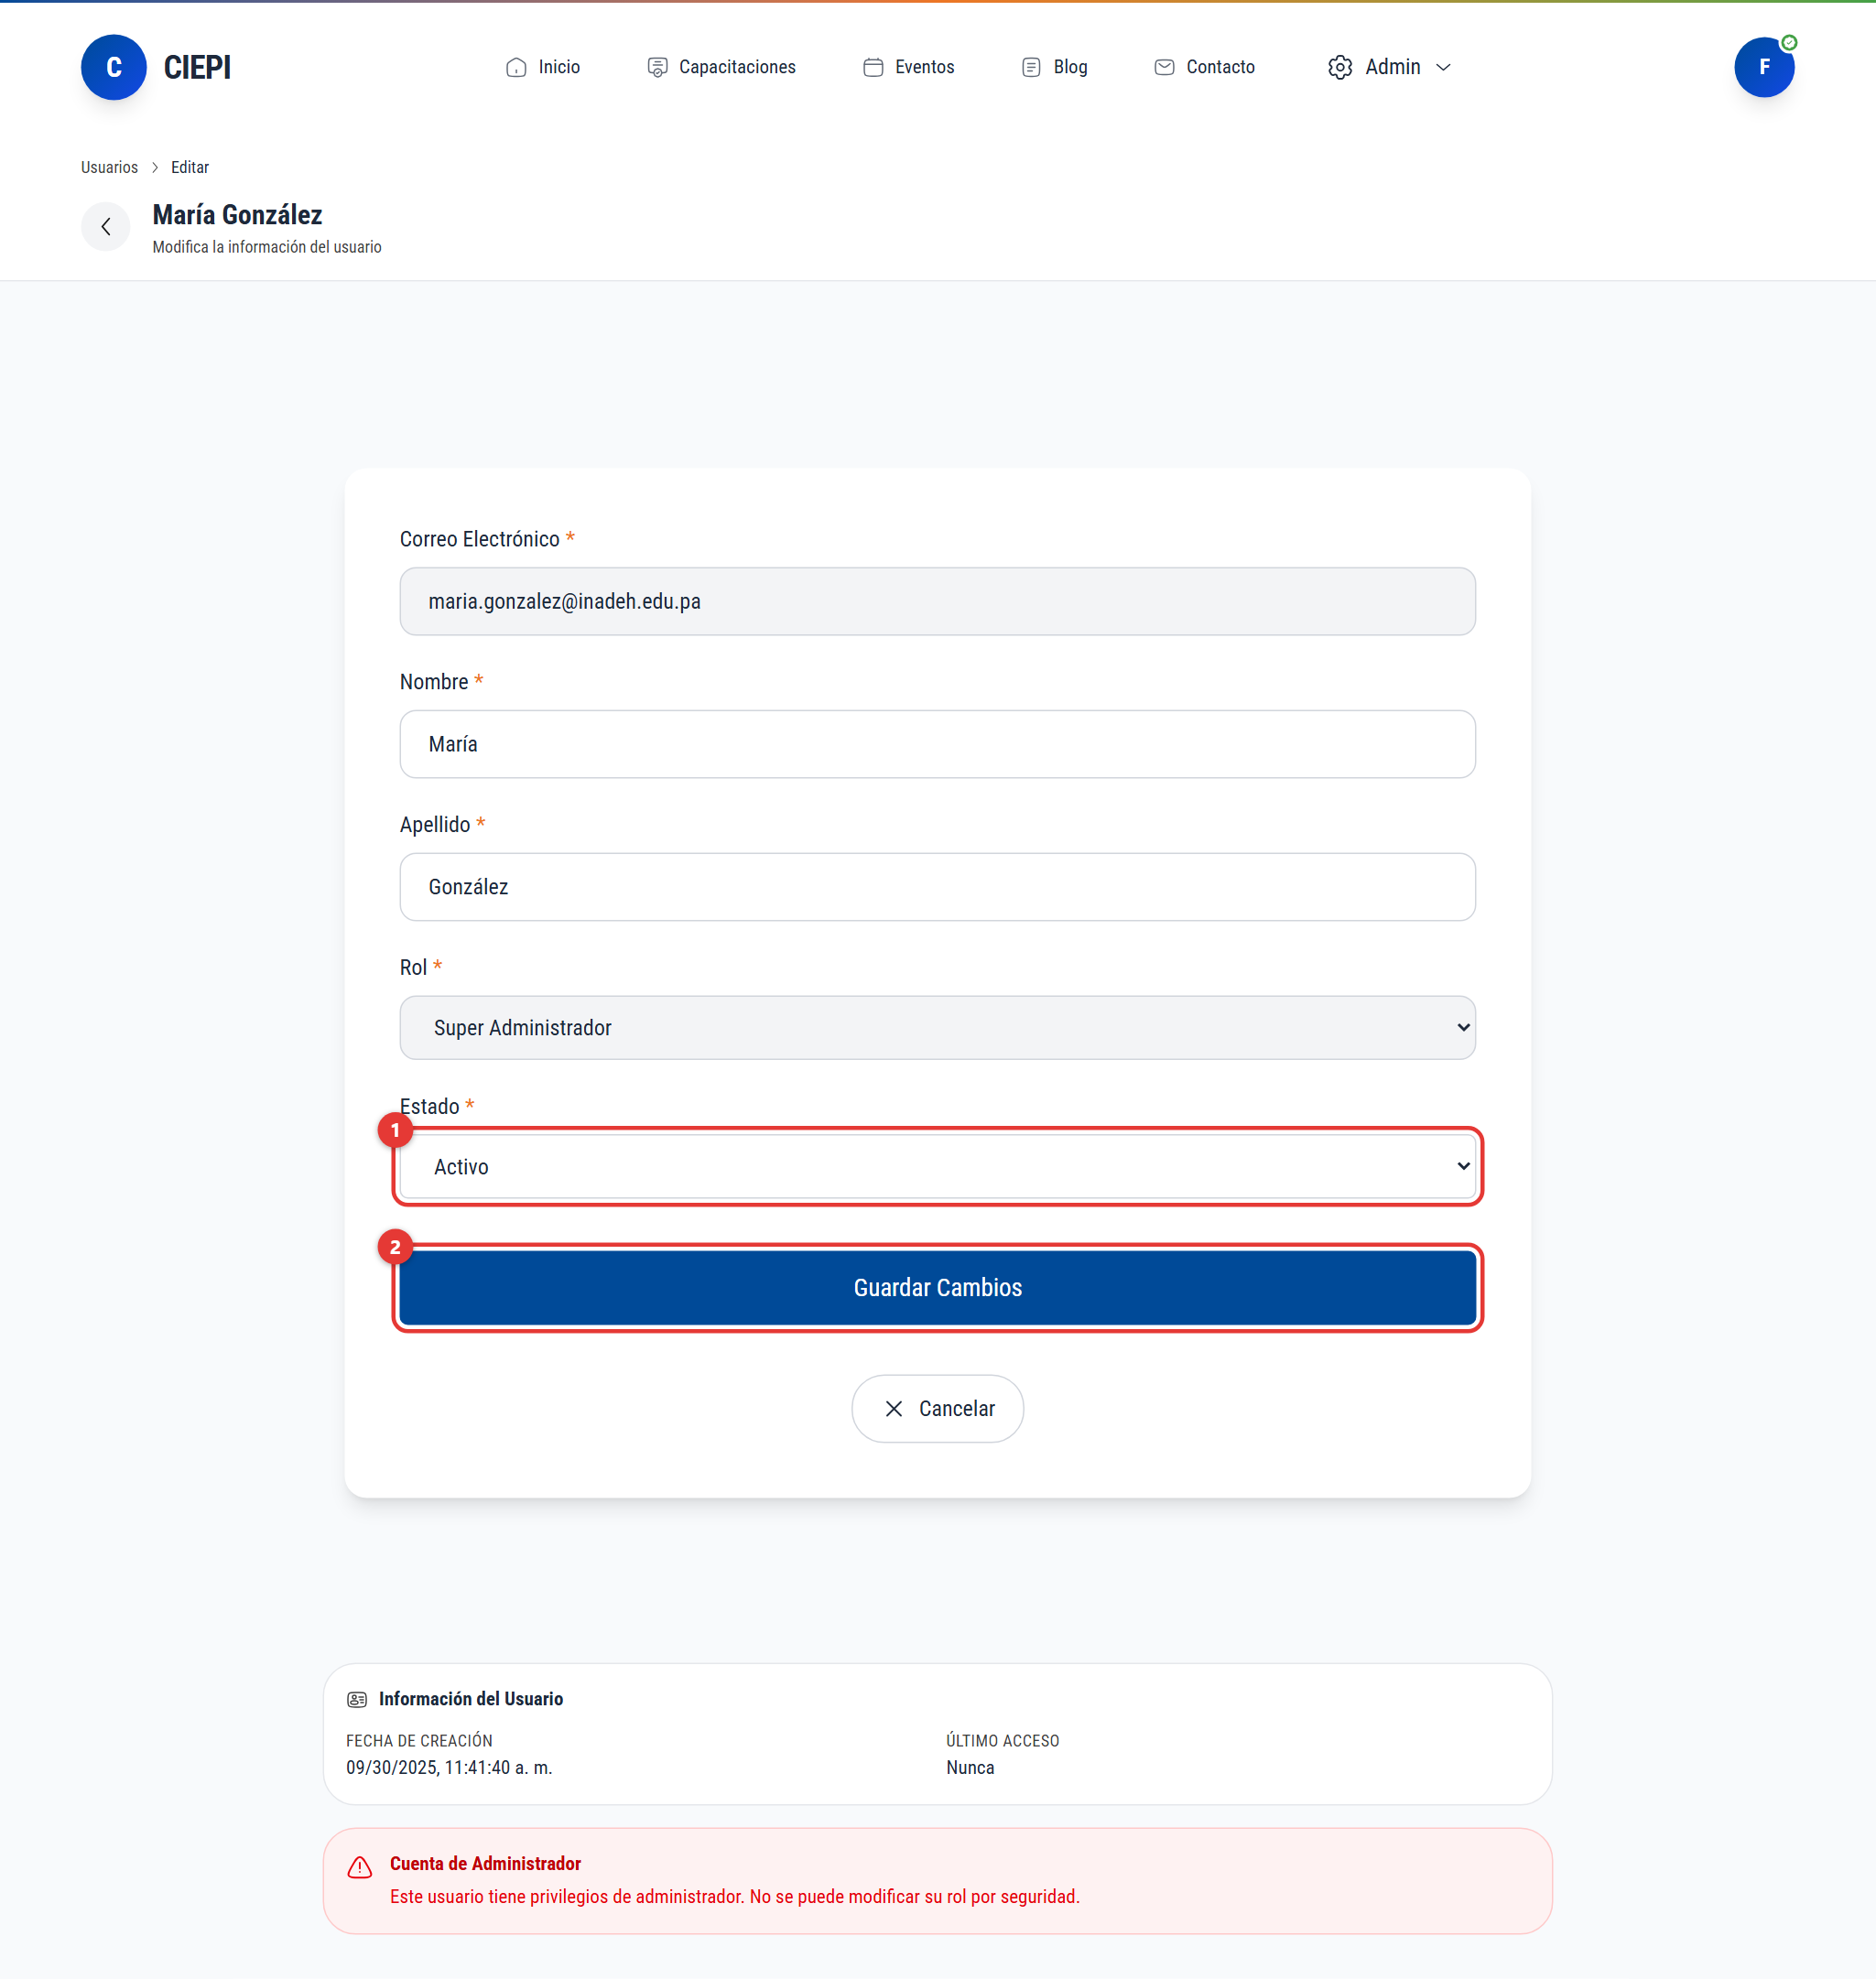 C CIEPI Inicio Capacitaciones Eventos Blog Contacto Admin F
Usuarios > Editar
María González
Modifica la información del usuario
Correo Electrónico *
maria.gonzalez@inadeh.edu.pa
Nombre *
María
Apellido *
González
Rol *
Super Administrador
Estado *
1
Activo
2
Guardar Cambios
Cancelar
Información del Usuario
FECHA DE CREACIÓN ÚLTIMO ACCESO
09/30/2025, 11:41:40 a. m. Nunca
Cuenta de Administrador
Este usuario tiene privilegios de administrador. No se puede modificar su rol por seguridad.